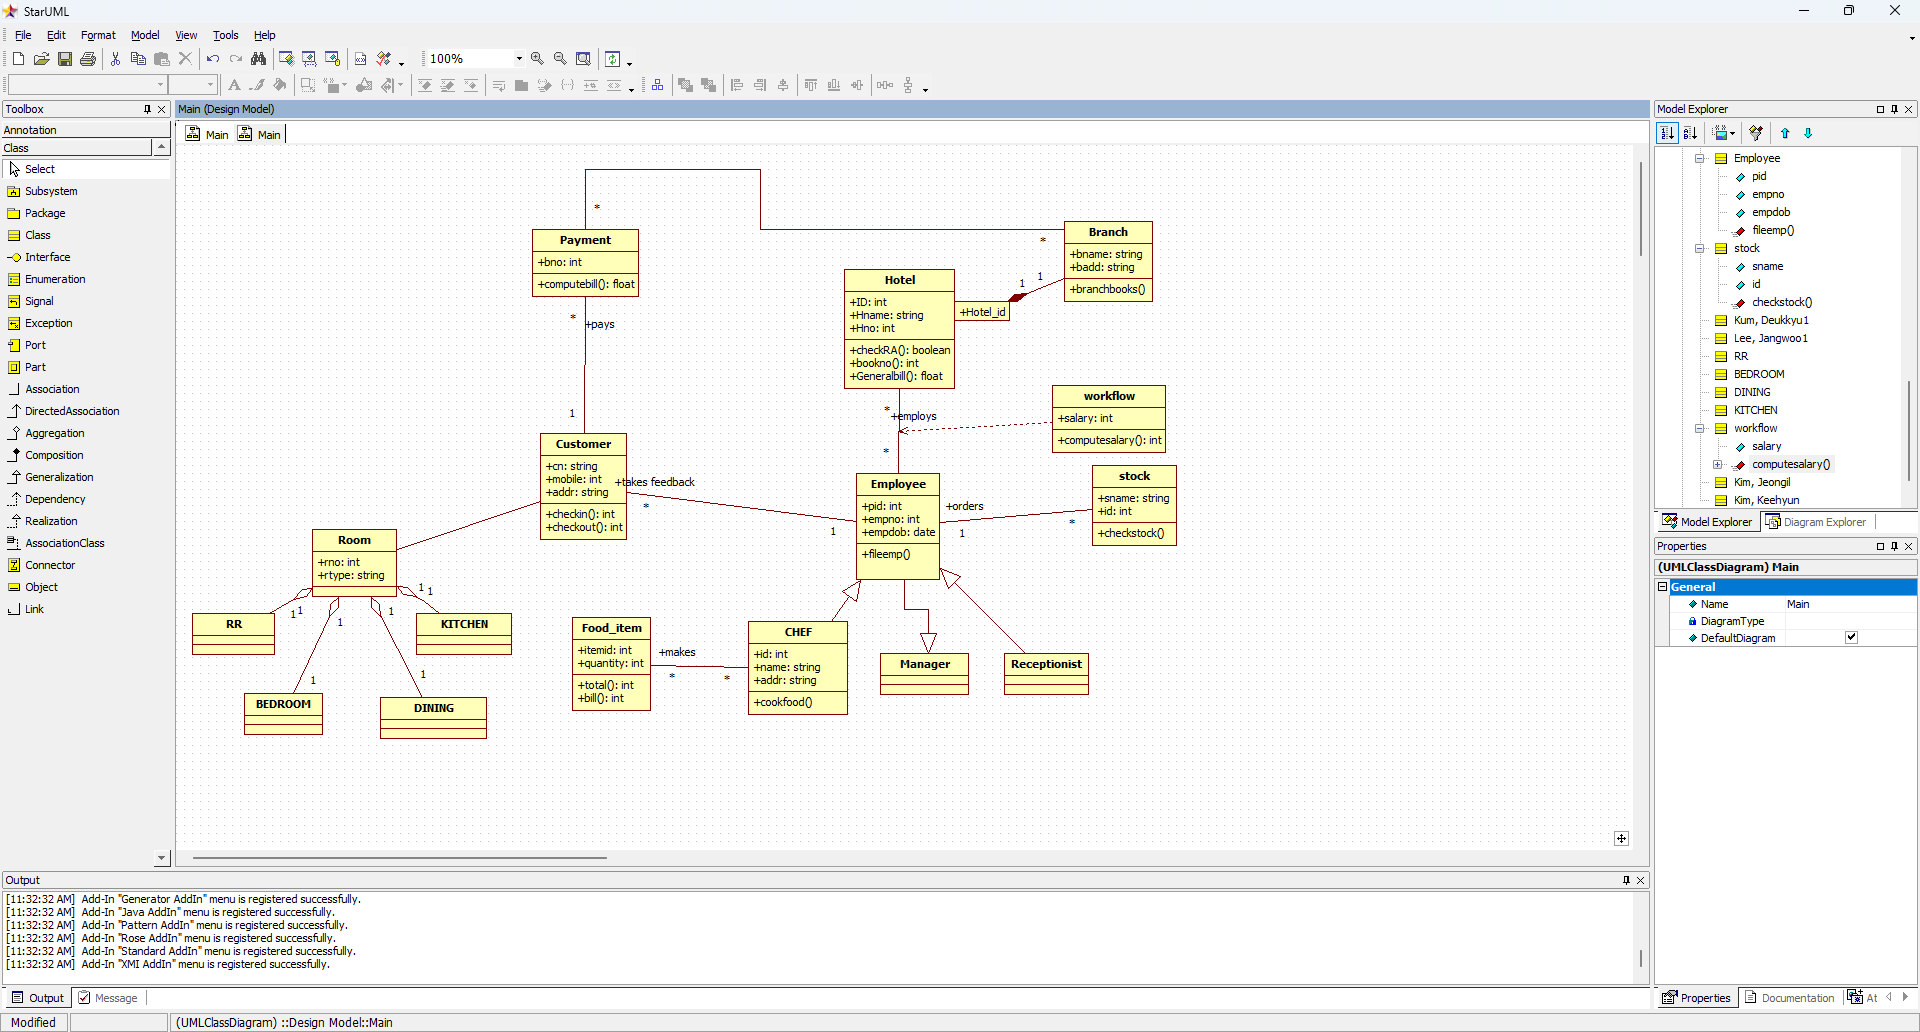 StarUML
File Edit Format Model View Tools Help
100%
Toolbox
Annotation
Class
Select
Subsystem
Package
Class
Interface
Enumeration
Signal
Exception
Port
Part
Association
DirectedAssociation
Aggregation
Composition
Generalization
Dependency
Realization
AssociationClass
Connector
Object
Link
Main (Design Model)
Main Main
*
Payment
+bno: int
+computebill(): float
*
+pays
1
*
Branch
+bname: string
+badd: string
+branchbooks()
1
1
Hotel
+ID: int
+Hname: string
+Hno: int
+checkRA(): boolean
+bookno(): int
+Generalbill(): float
+Hotel_id
*
+employs
*
workflow
+salary: int
+computesalary(): int
Customer
+cn: string
+mobile: int
+addr: string
+checkin(): int
+checkout(): int
+takes feedback
*
1
Employee
+pid: int
+empno: int
+empdob: date
+fileemp()
+orders
1
*
stock
+sname: string
+id: int
+checkstock()
Room
+rno: int
+rtype: string
1
1
1
1
1
1
1
1
RR
KITCHEN
BEDROOM
DINING
Food_item
+itemid: int
+quantity: int
+total(): int
+bill(): int
+makes
*
*
CHEF
+id: int
+name: string
+addr: string
+cookfood()
Manager
Receptionist
Model Explorer
Employee
pid
empno
empdob
fileemp()
stock
sname
id
checkstock()
Kum, Deukkyu1
Lee, Jangwoo1
RR
BEDROOM
DINING
KITCHEN
workflow
salary
computesalary()
Kim, Jeongil
Kim, Keehyun
Model Explorer Diagram Explorer
Properties
(UMLClassDiagram) Main
General
Name Main
DiagramType
DefaultDiagram
Properties Documentation At
Output
[11:32:32 AM] Add-In "Generator AddIn" menu is registered successfully.
[11:32:32 AM] Add-In "Java AddIn" menu is registered successfully.
[11:32:32 AM] Add-In "Pattern AddIn" menu is registered successfully.
[11:32:32 AM] Add-In "Rose AddIn" menu is registered successfully.
[11:32:32 AM] Add-In "Standard AddIn" menu is registered successfully.
[11:32:32 AM] Add-In "XMI AddIn" menu is registered successfully.
Output Message
Modified (UMLClassDiagram) ::Design Model::Main